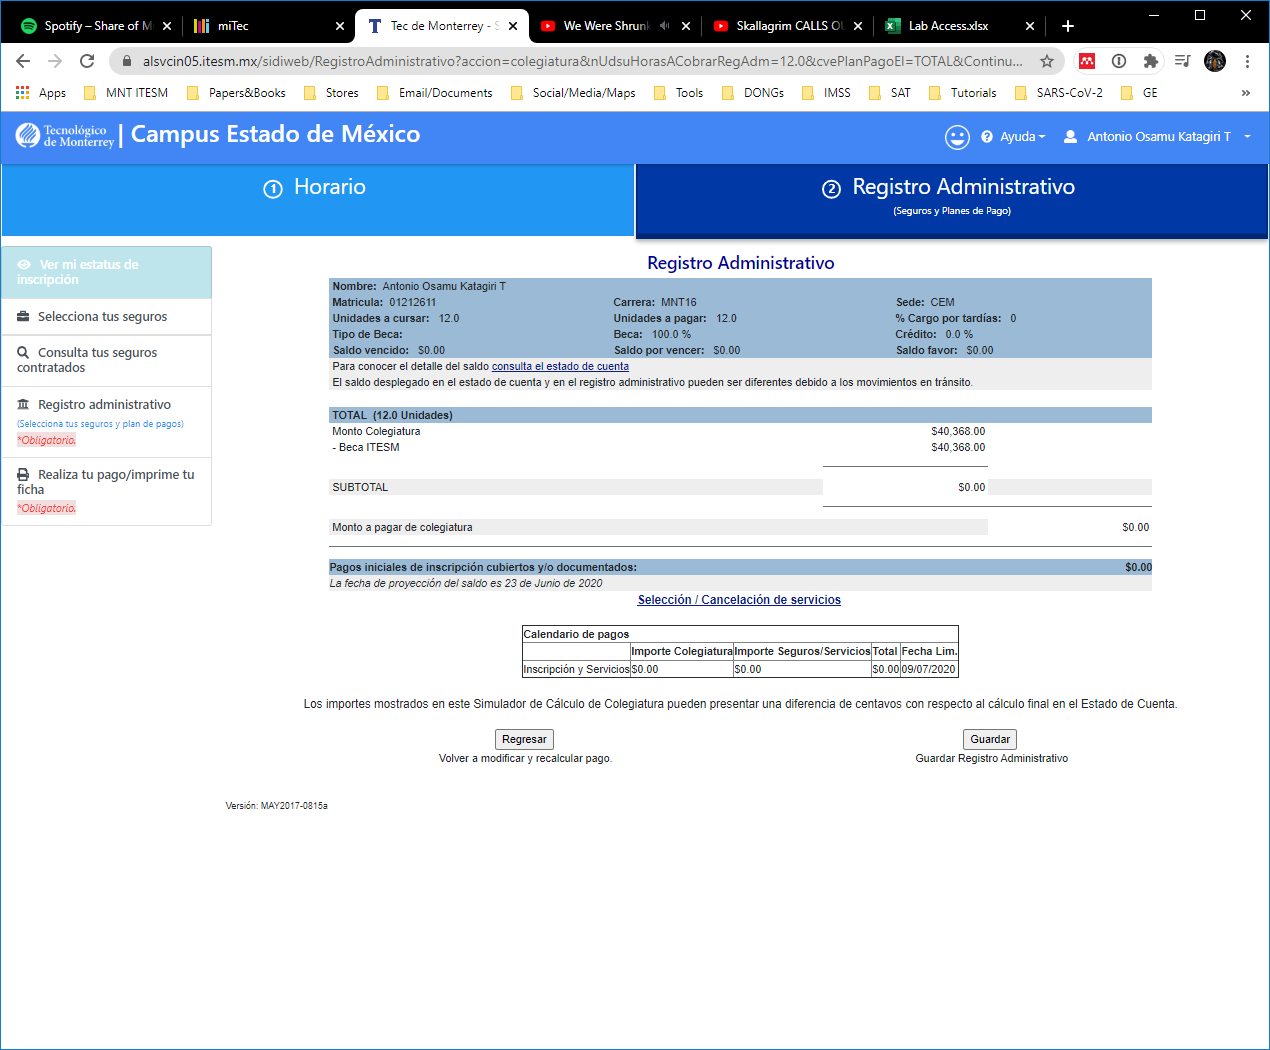 Spotify – Share of M
miTec
Tec de Monterrey - S
We Were Shrunk
Skallagrim CALLS OU
Lab Access.xlsx
alsvcin05.itesm.mx/sidiweb/RegistroAdministrativo?accion=colegiatura&nUdsuHorasACobrarRegAdm=12.0&cvePlanPagoEl=TOTAL&Continu...
Apps
MNT ITESM
Papers&Books
Stores
Email/Documents
Social/Media/Maps
Tools
DONGs
IMSS
SAT
Tutorials
SARS-CoV-2
GE
»
Tecnológico de Monterrey | Campus Estado de México
Ayuda
Antonio Osamu Katagiri T
1 Horario
2 Registro Administrativo
(Seguros y Planes de Pago)
Ver mi estatus de
inscripción
Selecciona tus seguros
Consulta tus seguros
contratados
Registro administrativo
(Selecciona tus seguros y plan de pagos)
*Obligatorio.
Realiza tu pago/imprime tu
ficha
*Obligatorio.
Registro Administrativo
Nombre: Antonio Osamu Katagiri T
Matricula: 01212611 Carrera: MNT16 Sede: CEM
Unidades a cursar: 12.0 Unidades a pagar: 12.0 % Cargo por tardías: 0
Tipo de Beca: Beca: 100.0 % Crédito: 0.0 %
Saldo vencido: $0.00 Saldo por vencer: $0.00 Saldo favor: $0.00
Para conocer el detalle del saldo consulta el estado de cuenta
El saldo desplegado en el estado de cuenta y en el registro administrativo pueden ser diferentes debido a los movimientos en tránsito.
TOTAL (12.0 Unidades)
Monto Colegiatura $40,368.00
- Beca ITESM $40,368.00
SUBTOTAL $0.00
Monto a pagar de colegiatura $0.00
Pagos iniciales de inscripción cubiertos y/o documentados: $0.00
La fecha de proyección del saldo es 23 de Junio de 2020
Selección / Cancelación de servicios
Calendario de pagos
Importe Colegiatura Importe Seguros/Servicios Total Fecha Lim.
Inscripción y Servicios $0.00 $0.00 $0.00 09/07/2020
Los importes mostrados en este Simulador de Cálculo de Colegiatura pueden presentar una diferencia de centavos con respecto al cálculo final en el Estado de Cuenta.
Regresar Guardar
Volver a modificar y recalcular pago. Guardar Registro Administrativo
Versión: MAY2017-0815a